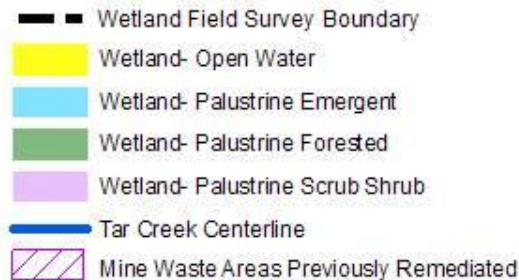 Wetland Field Survey Boundary
Wetland- Open Water
Wetland- Palustrine Emergent
Wetland- Palustrine Forested
Wetland- Palustrine Scrub Shrub
Tar Creek Centerline
Mine Waste Areas Previously Remediated